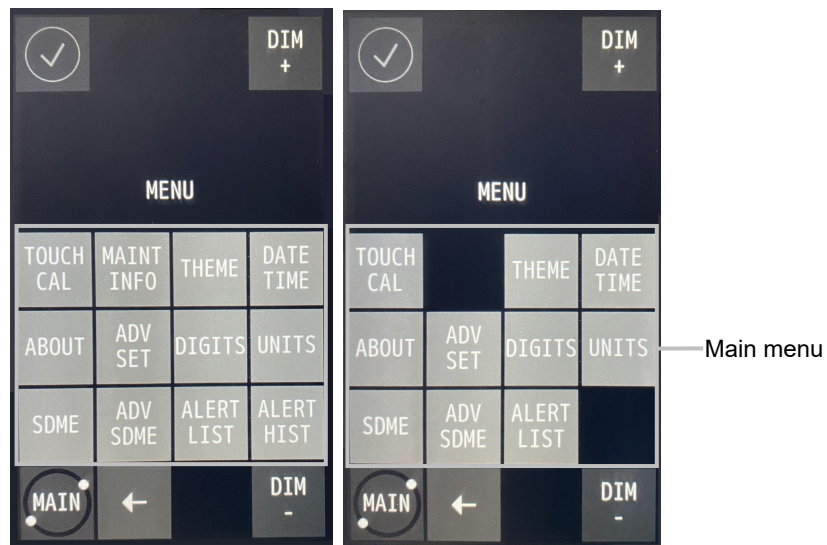 DIM
+
MENU
TOUCH CAL
MAINT INFO
THEME
DATE TIME
ABOUT
ADV SET
DIGITS
UNITS
SDME
ADV SDME
ALERT LIST
ALERT HIST
MAIN
←
DIM
-
DIM
+
MENU
TOUCH CAL
THEME
DATE TIME
ABOUT
ADV SET
DIGITS
UNITS
SDME
ADV SDME
ALERT LIST
MAIN
←
DIM
-
Main menu